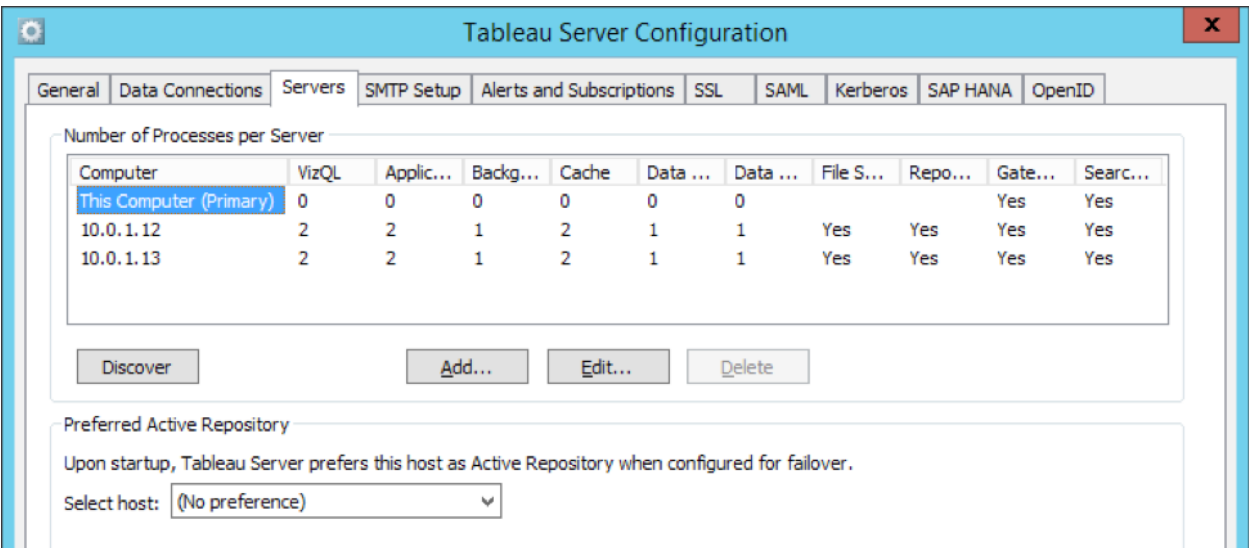 Tableau Server Configuration
x
General Data Connections Servers SMTP Setup Alerts and Subscriptions SSL SAML Kerberos SAP HANA OpenID
Number of Processes per Server
Computer VizQL Applic... Backg... Cache Data ... Data ... File S... Repo... Gate... Searc...
This Computer (Primary) 0 0 0 0 0 0 Yes Yes
10.0.1.12 2 2 1 2 1 1 Yes Yes Yes Yes
10.0.1.13 2 2 1 2 1 1 Yes Yes Yes Yes
Discover Add... Edit... Delete
Preferred Active Repository
Upon startup, Tableau Server prefers this host as Active Repository when configured for failover.
Select host: (No preference)